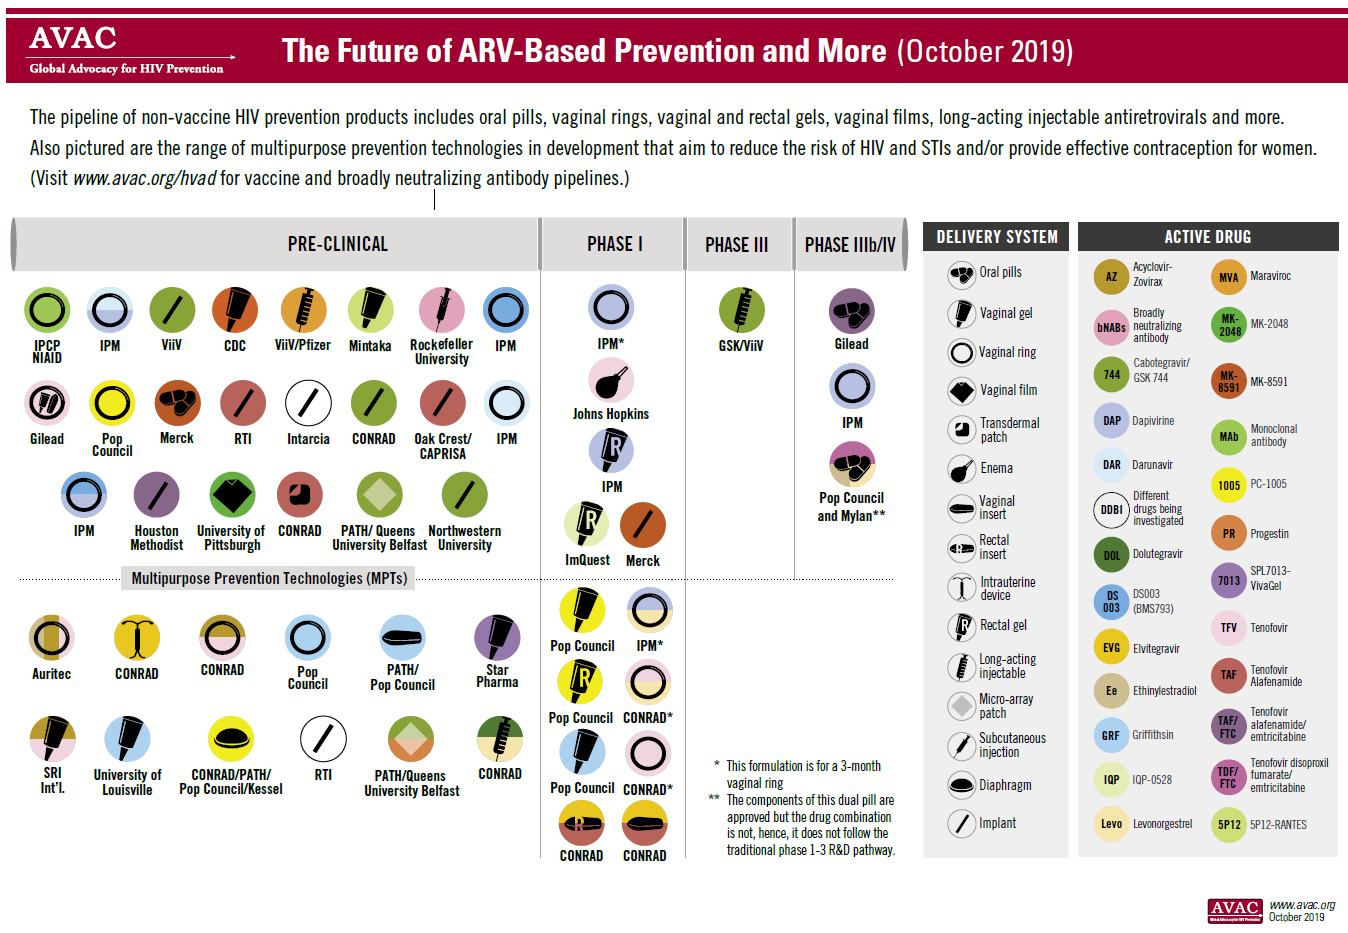 AVAC
Global Advocacy for HIV Prevention
The Future of ARV-Based Prevention and More (October 2019)
The pipeline of non-vaccine HIV prevention products includes oral pills, vaginal rings, vaginal and rectal gels, vaginal films, long-acting injectable antiretrovirals and more.
Also pictured are the range of multipurpose prevention technologies in development that aim to reduce the risk of HIV and STIs and/or provide effective contraception for women.
(Visit www.avac.org/hvad for vaccine and broadly neutralizing antibody pipelines.)
PRE-CLINICAL
IPCP
NIAID
IPM
ViiV
CDC
ViiV/Pfizer
Mintaka
Rockefeller
University
IPM
Gilead
Pop
Council
Merck
RTI
Intarcia
CONRAD
Oak Crest/
CAPRISA
IPM
IPM
Houston
Methodist
University of
Pittsburgh
CONRAD
PATH/ Queens
University Belfast
Northwestern
University
PHASE I
IPM*
Johns Hopkins
R
IPM
R
ImQuest
Merck
PHASE III
GSK/ViiV
PHASE IIIb/IV
Gilead
IPM
Pop Council
and Mylan**
Multipurpose Prevention Technologies (MPTs)
Auritec
CONRAD
CONRAD
Pop
Council
PATH/
Pop Council
Star
Pharma
SRI
Int'l.
University of
Louisville
CONRAD/PATH/
Pop Council/Kessel
RTI
PATH/Queens
University Belfast
CONRAD
Pop Council
IPM*
R
Pop Council
CONRAD*
Pop Council
CONRAD*
R
CONRAD
CONRAD
* This formulation is for a 3-month
vaginal ring
** The components of this dual pill are
approved but the drug combination
is not, hence, it does not follow the
traditional phase 1-3 R&D pathway.
DELIVERY SYSTEM
Oral pills
Vaginal gel
Vaginal ring
Vaginal film
Transdermal
patch
Enema
Vaginal
insert
R
Rectal
insert
Intrauterine
device
R
Rectal gel
Long-acting
injectable
Micro-array
patch
Subcutaneous
injection
Diaphragm
Implant
ACTIVE DRUG
AZ
Acyclovir-
Zovirax
bNABs
Broadly
neutralizing
antibody
744
Cabotegravir/
GSK 744
DAP
Dapivirine
DAR
Darunavir
DDBI
Different
drugs being
investigated
DOL
Dolutegravir
DS
003
DS003
(BMS793)
EVG
Elvitegravir
Ee
Ethinylestradiol
GRF
Griffithsin
IQP
IQP-0528
Levo
Levonorgestrel
MVA
Maraviroc
MK-
2048
MK-2048
MK-
8591
MK-8591
MAb
Monoclonal
antibody
1005
PC-1005
PR
Progestin
7013
SPL7013-
VivaGel
TFV
Tenofovir
TAF
Tenofovir
Alafenamide
TAF/
FTC
Tenofovir
alafenamide/
emtricitabine
TDF/
FTC
Tenofovir disoproxil
fumarate/
emtricitabine
5P12
5P12-RANTES
AVAC
Global Advocacy for HIV Prevention
www.avac.org
October 2019